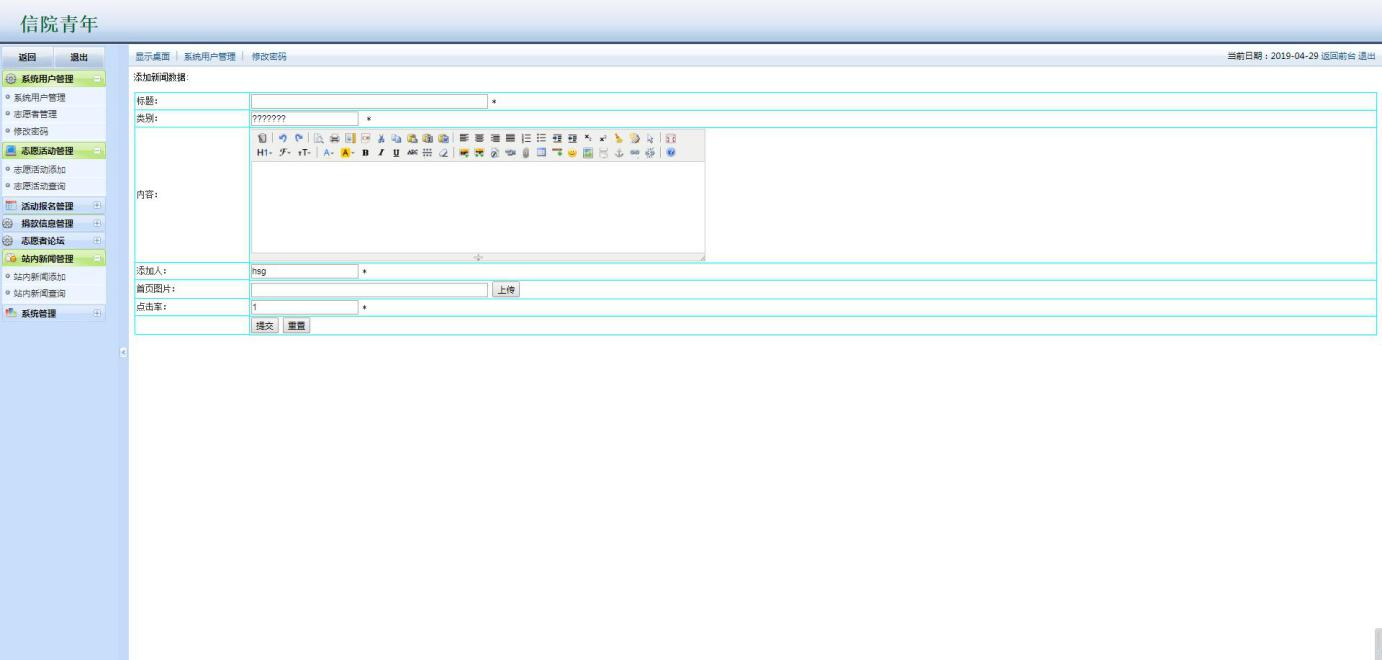 信院青年
返回 退出
显示桌面 | 系统用户管理 | 修改密码
当前日期：2019-04-29 返回前台 退出
系统用户管理
系统用户管理
志愿者管理
修改密码
志愿活动管理
志愿活动添加
志愿活动查询
活动报名管理
捐款信息管理
志愿者论坛
站内新闻管理
站内新闻添加
站内新闻查询
系统管理
添加新闻数据:
标题： *
类别： ??????? *
内容：
添加人： hsg *
首页图片： 上传
点击率： 1 *
提交 重置